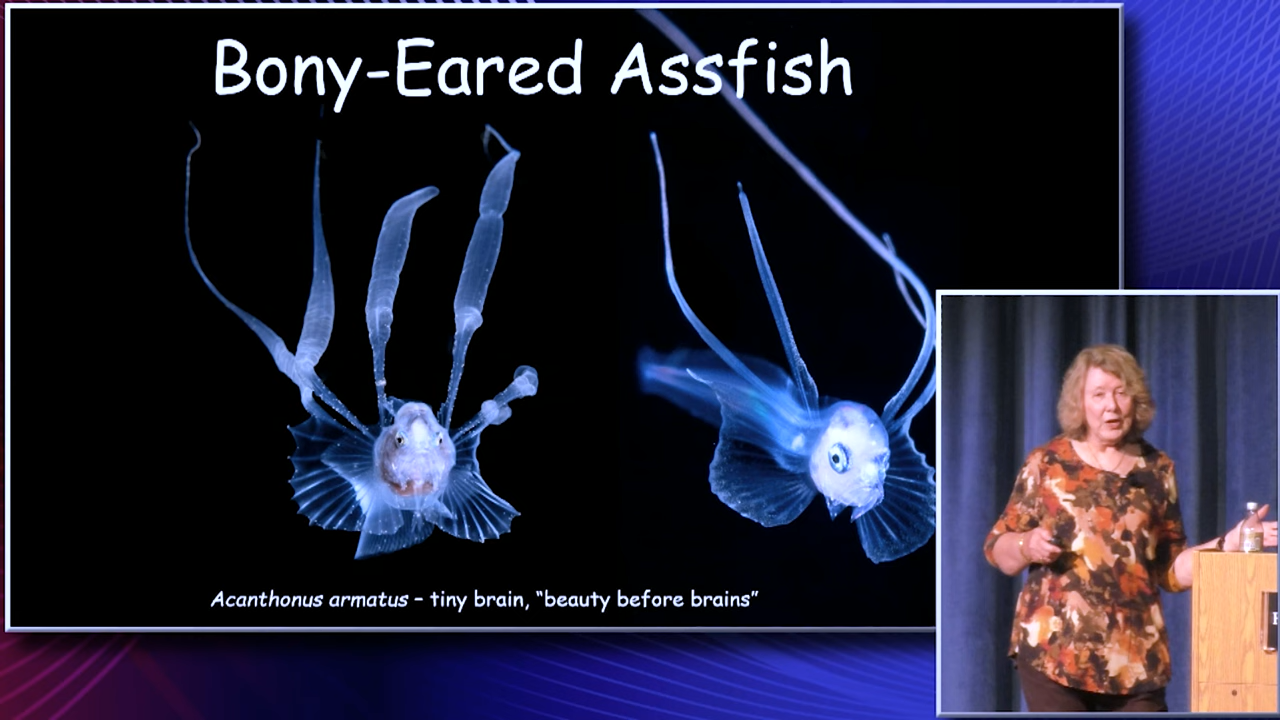 Bony-Eared Assfish
Acanthonus armatus – tiny brain, “beauty before brains”